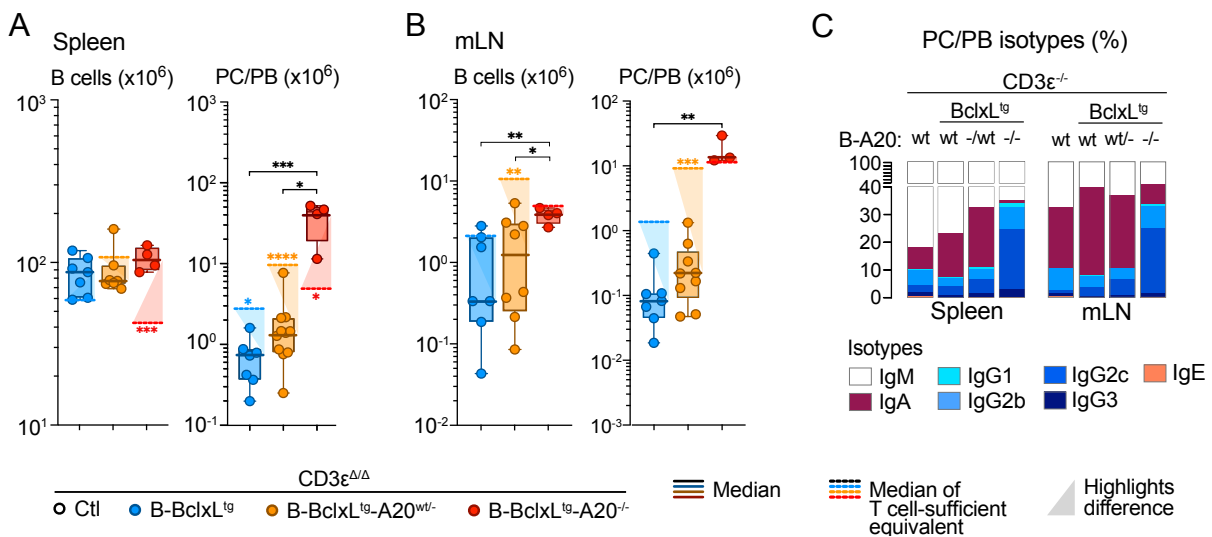 A
Spleen
B cells (x10⁶)
PC/PB (x10⁶)
10³
10²
10¹
***
10³
10²
10¹
10⁰
10⁻¹
***
*
*
****
*
B
mLN
B cells (x10⁶)
PC/PB (x10⁶)
10²
10¹
10⁰
10⁻¹
10⁻²
**
*
**
10²
10¹
10⁰
10⁻¹
10⁻²
10⁻³
**
***
C
PC/PB isotypes (%)
CD3ε⁻/⁻
BclxLᵗᵍ BclxLᵗᵍ
B-A20: wt wt -/wt -/- wt wt wt/- -/-
100
40
30
20
10
0
Spleen mLN
Isotypes
IgM IgG1 IgG2c IgE
IgA IgG2b IgG3
CD3ε^Δ/Δ
Ctl B-BclxLᵗᵍ B-BclxLᵗᵍ-A20ʷᵗ/⁻ B-BclxLᵗᵍ-A20⁻/⁻
Median
Median of
T cell-sufficient
equivalent
Highlights
difference